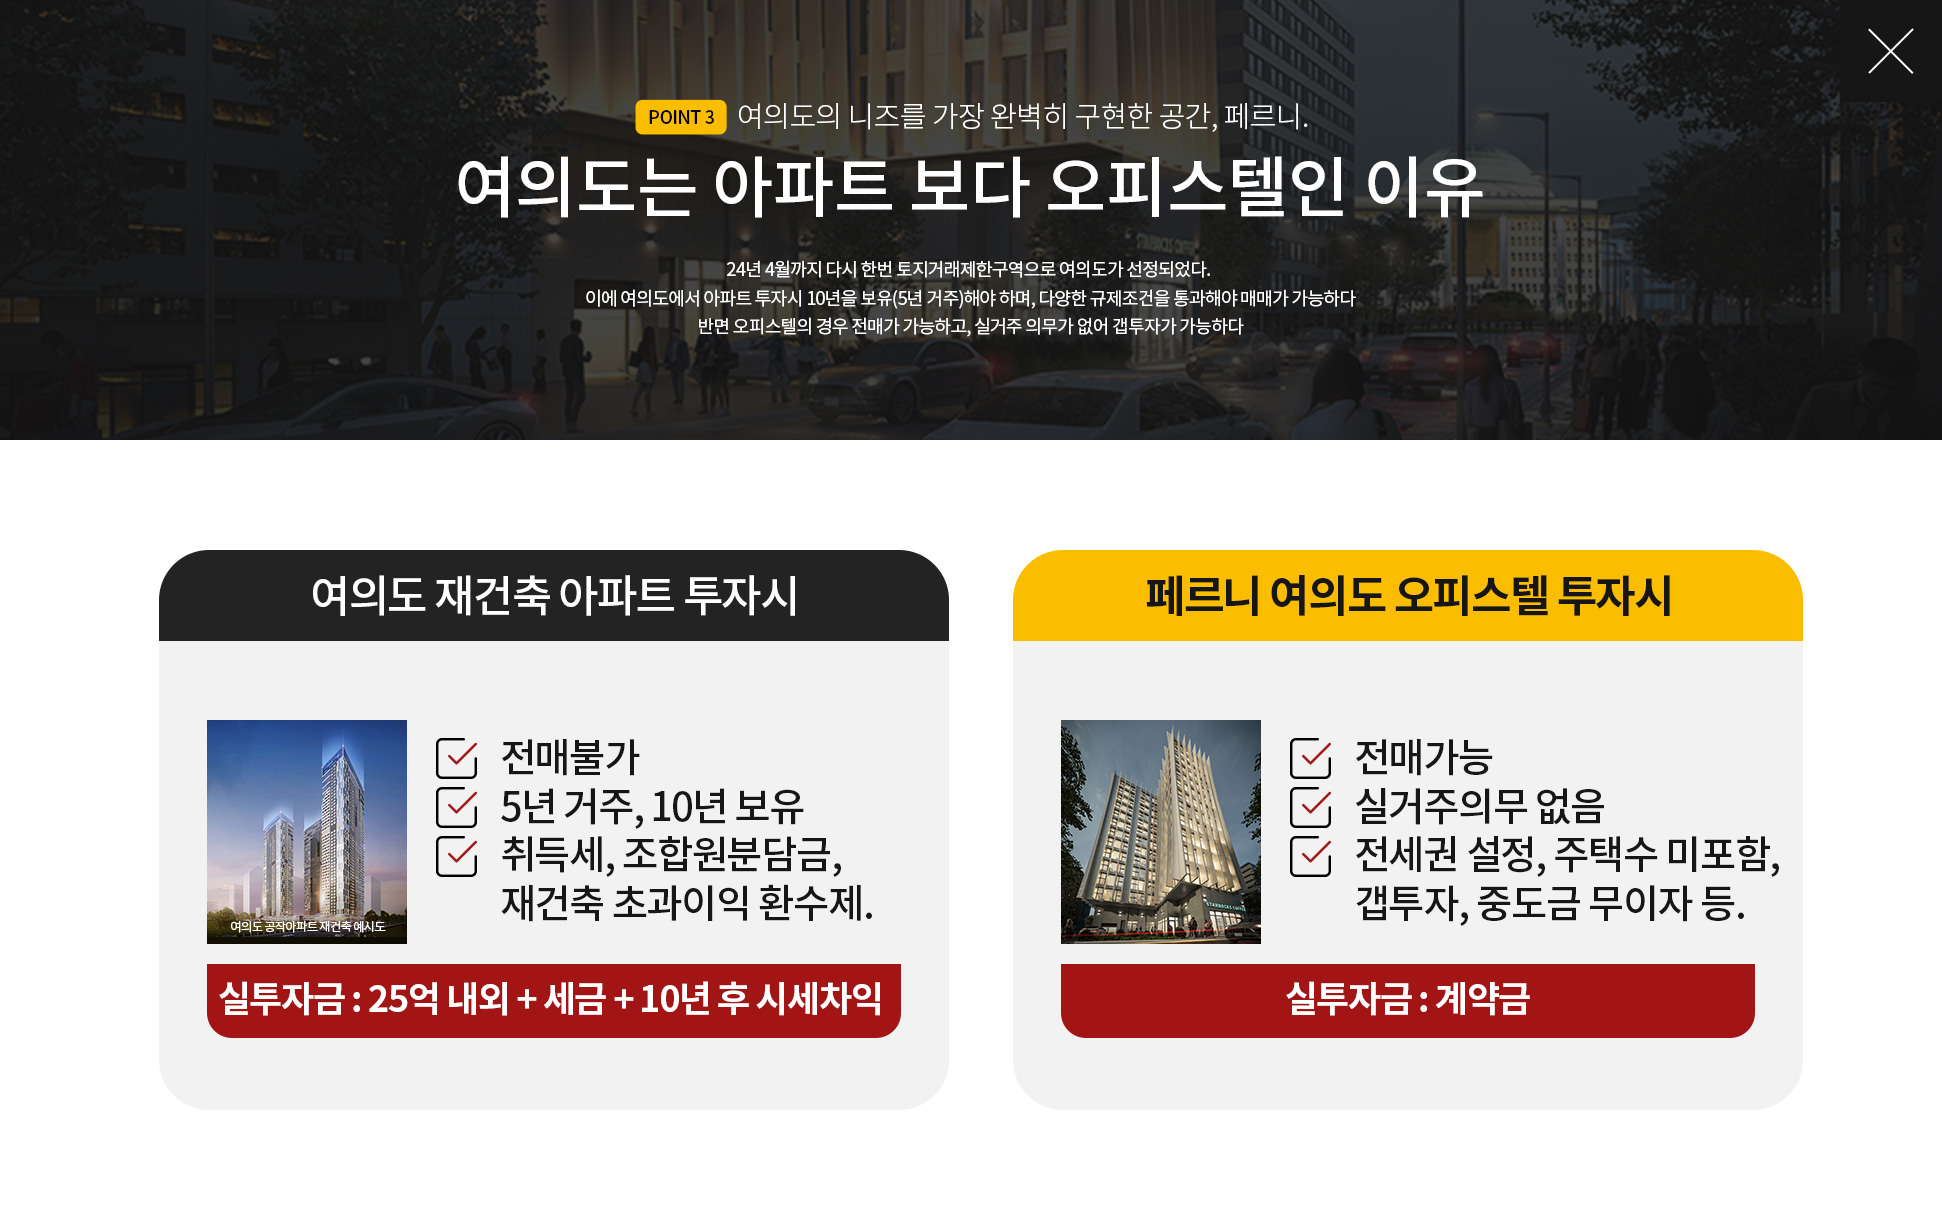 POINT 3 여의도의 니즈를 가장 완벽히 구현한 공간, 페르니.
여의도는 아파트 보다 오피스텔인 이유
24년 4월까지 다시 한번 토지거래제한구역으로 여의도가 선정되었다.
이에 여의도에서 아파트 투자시 10년을 보유(5년 거주)해야 하며, 다양한 규제조건을 통과해야 매매가 가능하다
반면 오피스텔의 경우 전매가 가능하고, 실거주 의무가 없어 갭투자가 가능하다
여의도 재건축 아파트 투자시
전매불가
5년 거주, 10년 보유
취득세, 조합원분담금,
재건축 초과이익 환수제.
여의도 공작아파트 재건축 예시도
실투자금 : 25억 내외 + 세금 + 10년 후 시세차익
페르니 여의도 오피스텔 투자시
전매가능
실거주의무 없음
전세권 설정, 주택수 미포함,
갭투자, 중도금 무이자 등.
STARBUCKS COFFEE
실투자금 : 계약금